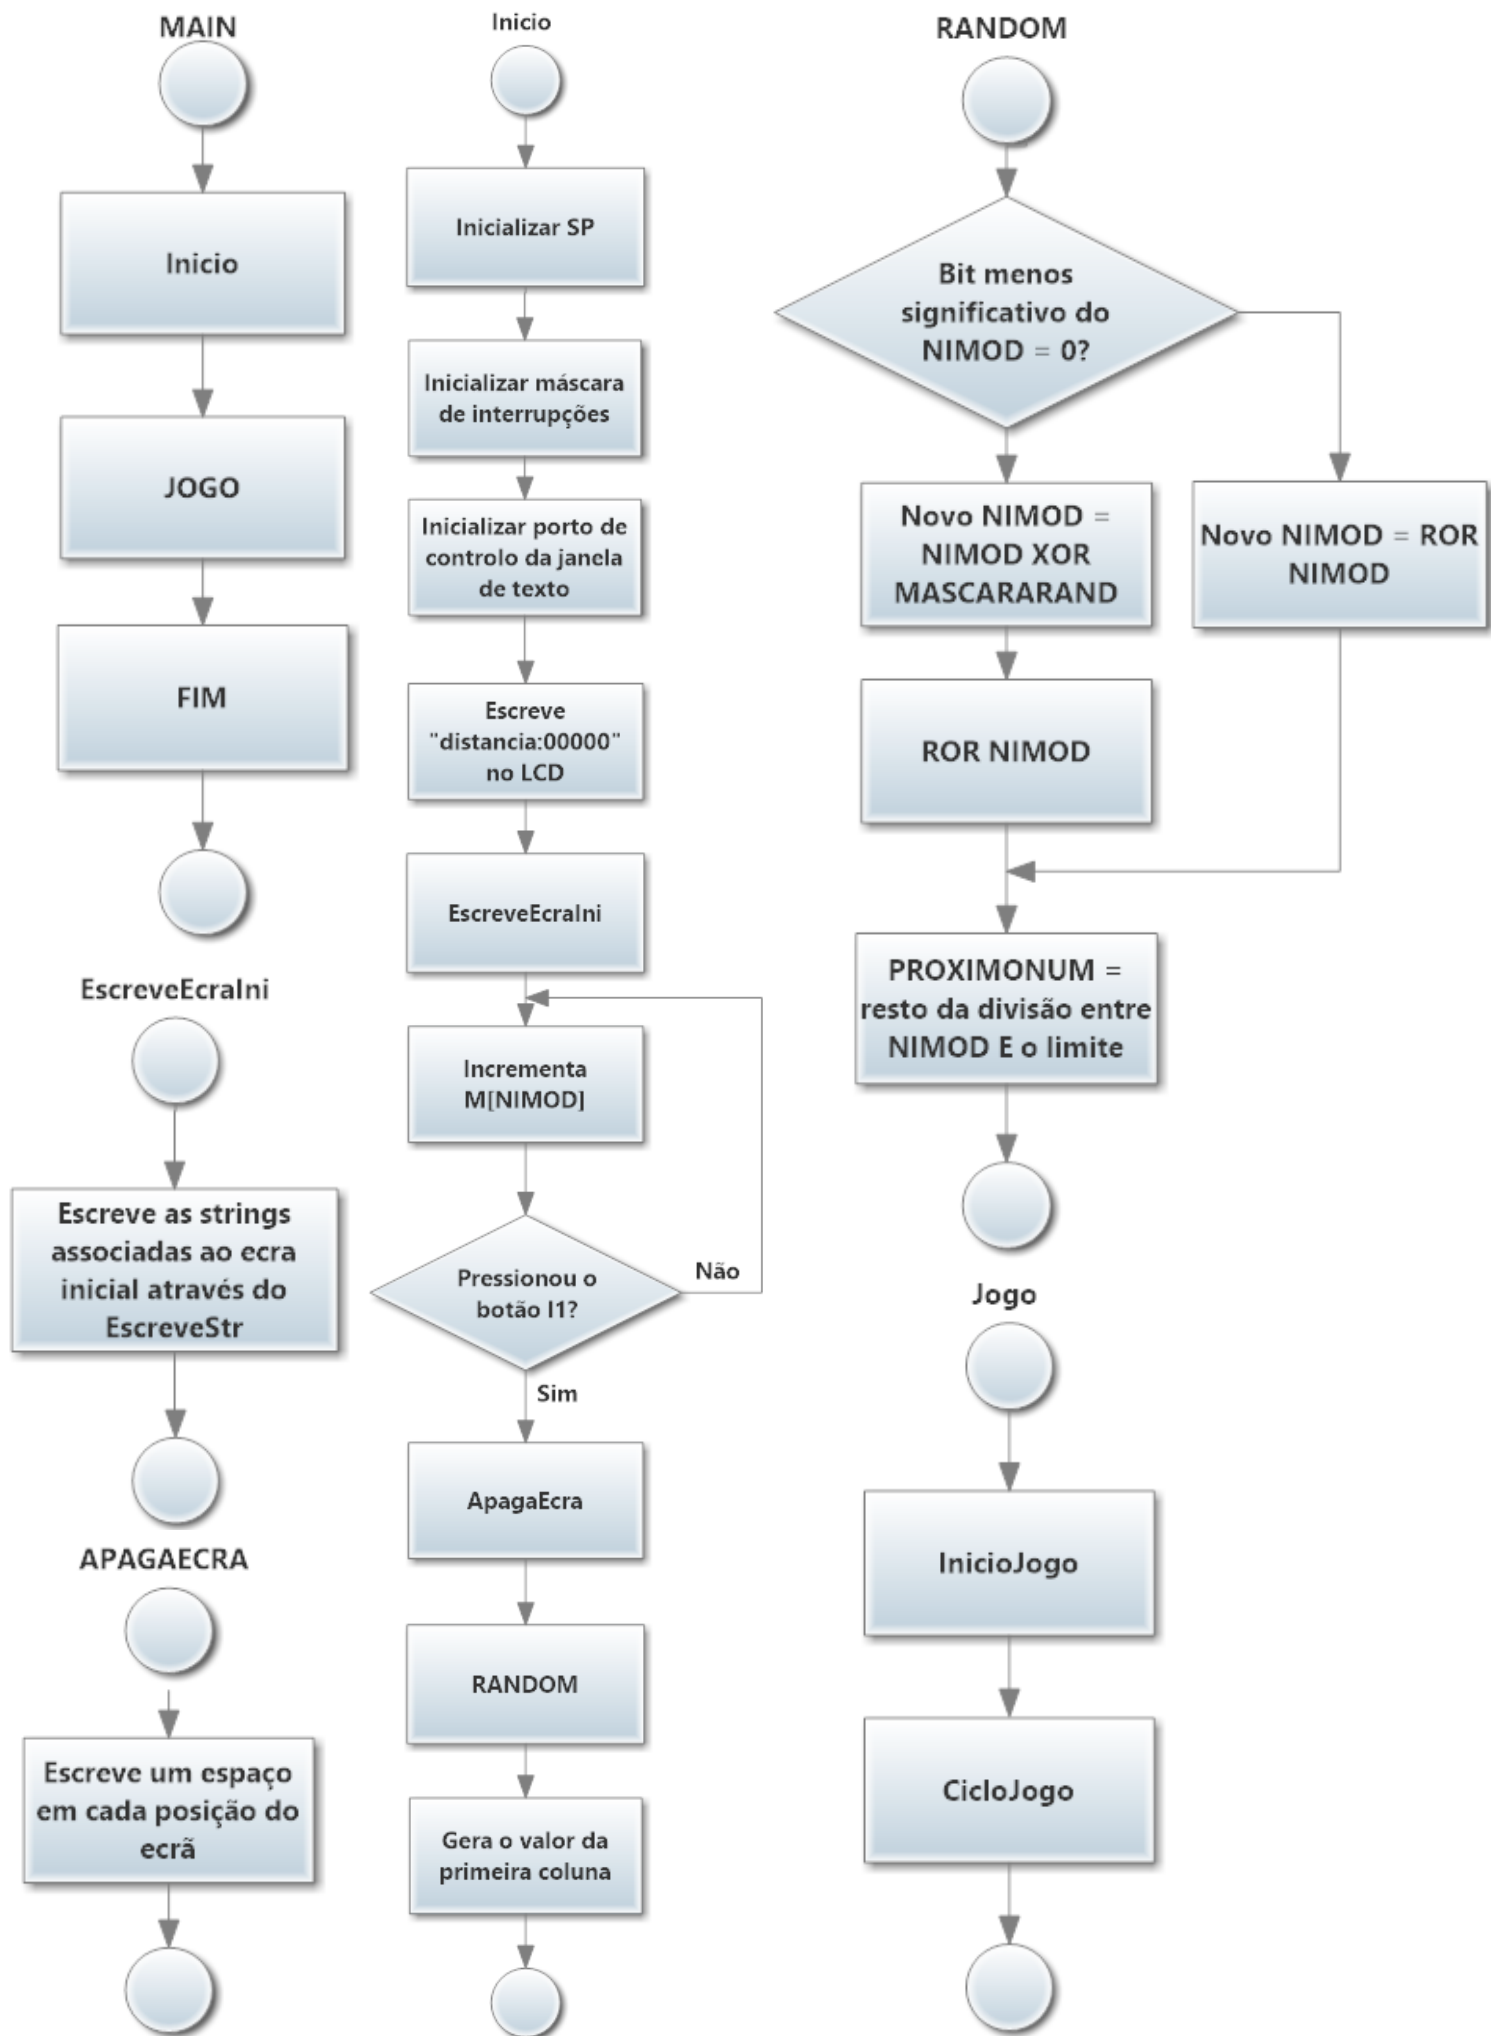 MAIN
Inicio
JOGO
FIM
EscreveEcraIni
Escreve as strings
associadas ao ecra
inicial através do
EscreveStr
APAGAECRA
Escreve um espaço
em cada posição do
ecrã
Inicio
Inicializar SP
Inicializar máscara
de interrupções
Inicializar porto de
controlo da janela
de texto
Escreve
"distancia:00000"
no LCD
EscreveEcraIni
Incrementa
M[NIMOD]
Pressionou o
botão I1?
Não
Sim
ApagaEcra
RANDOM
Gera o valor da
primeira coluna
RANDOM
Bit menos
significativo do
NIMOD = 0?
Novo NIMOD =
NIMOD XOR
MASCARARAND
Novo NIMOD = ROR
NIMOD
ROR NIMOD
PROXIMONUM =
resto da divisão entre
NIMOD E o limite
Jogo
InicioJogo
CicloJogo